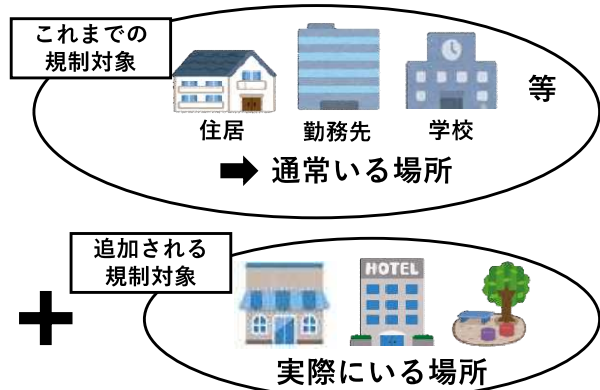 これまでの
規制対象
住居
勤務先
学校
等
➡ 通常いる場所
追加される
規制対象
+
HOTEL
実際にいる場所